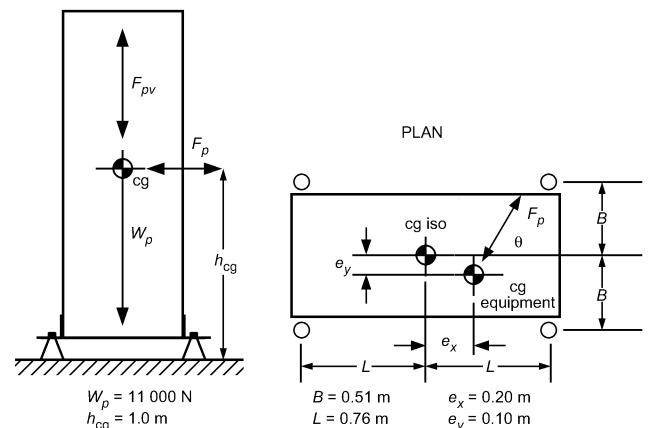 F_pv
F_p
cg
W_p
h_cg
W_p = 11 000 N
h_cg = 1.0 m
PLAN
cg iso
F_p
θ
e_y
cg
equipment
B
B
e_x
L
L
B = 0.51 m
L = 0.76 m
e_x = 0.20 m
e_y = 0.10 m